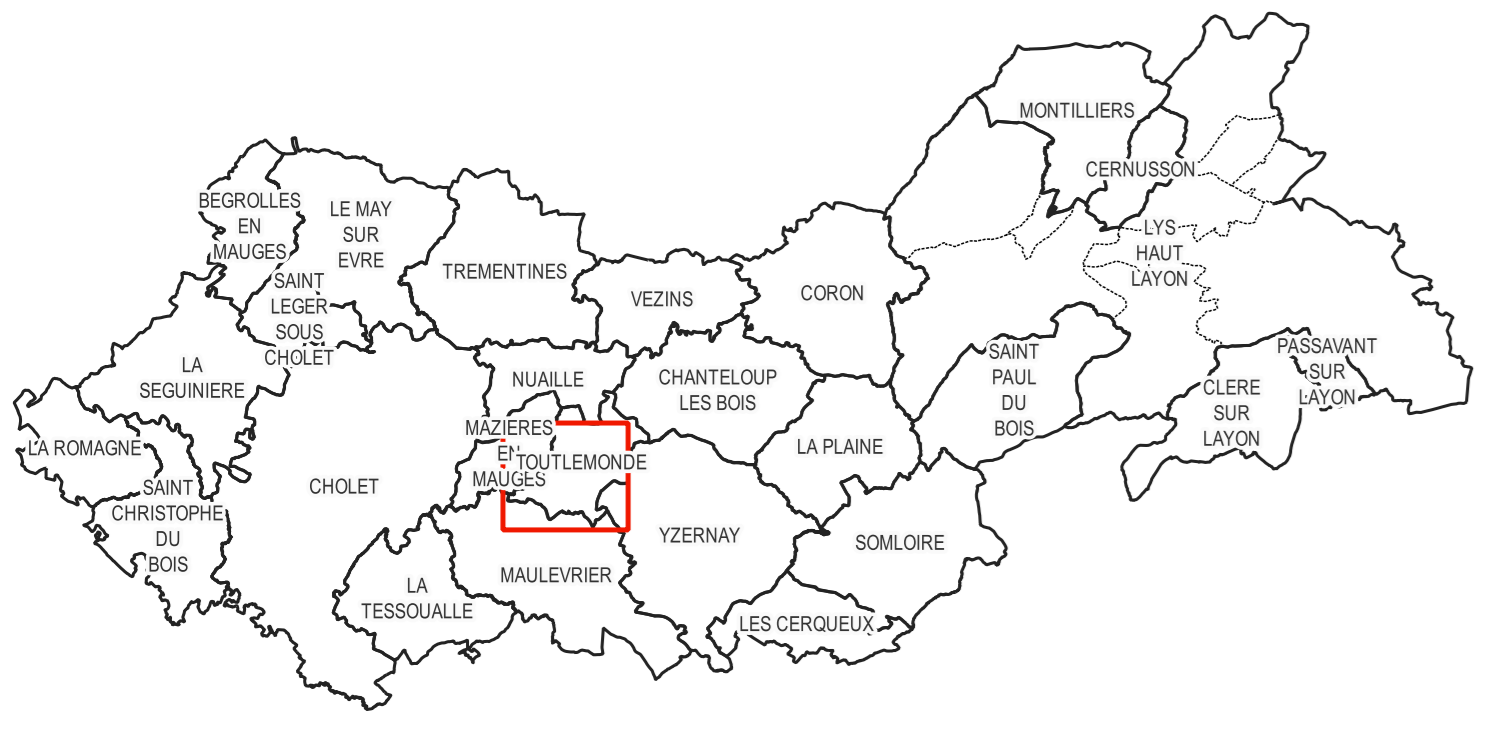 MONTILLIERS
CERNUSSON
BEGROLLES
EN
MAUGES
LE MAY
SUR
EVRE
LYS
HAUT
LAYON
TREMENTINES
VEZINS
CORON
SAINT
LEGER
SOUS
CHOLET
LA
SEGUINIERE
NUAILLE
CHANTELOUP
LES BOIS
SAINT
PAUL
DU
BOIS
PASSAVANT
SUR
LAYON
CLERE
SUR
LAYON
LA ROMAGNE
MAZIERES
EN
MAUGES
TOUTLEMONDE
LA PLAINE
CHOLET
SAINT
CHRISTOPHE
DU
BOIS
YZERNAY
SOMLOIRE
MAULEVRIER
LA
TESSOUALLE
LES CERQUEUX